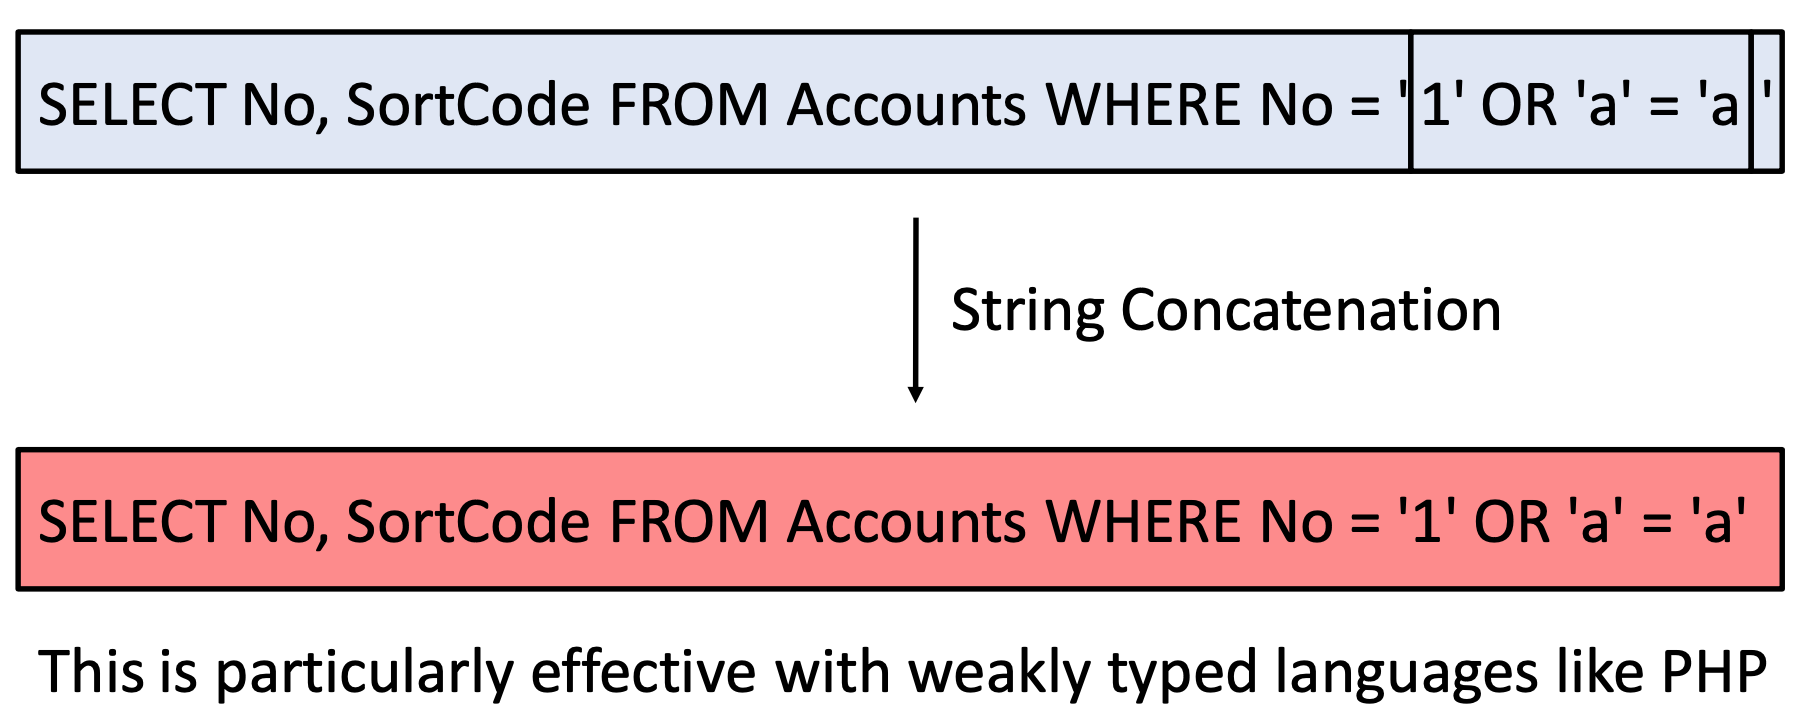 SELECT No, SortCode FROM Accounts WHERE No = '1' OR 'a' = 'a '
String Concatenation
SELECT No, SortCode FROM Accounts WHERE No = '1' OR 'a' = 'a'
This is particularly effective with weakly typed languages like PHP